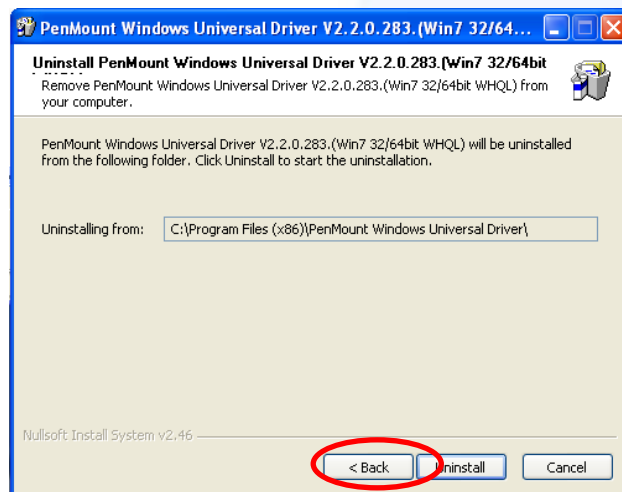 PenMount Windows Universal Driver V2.2.0.283.(Win7 32/64...
Uninstall PenMount Windows Universal Driver V2.2.0.283.(Win7 32/64bit
Remove PenMount Windows Universal Driver V2.2.0.283.(Win7 32/64bit WHQL) from
your computer.
PenMount Windows Universal Driver V2.2.0.283.(Win7 32/64bit WHQL) will be uninstalled
from the following folder. Click Uninstall to start the uninstallation.
Uninstalling from: C:\Program Files (x86)\PenMount Windows Universal Driver\
Nullsoft Install System v2.46
< Back Uninstall Cancel